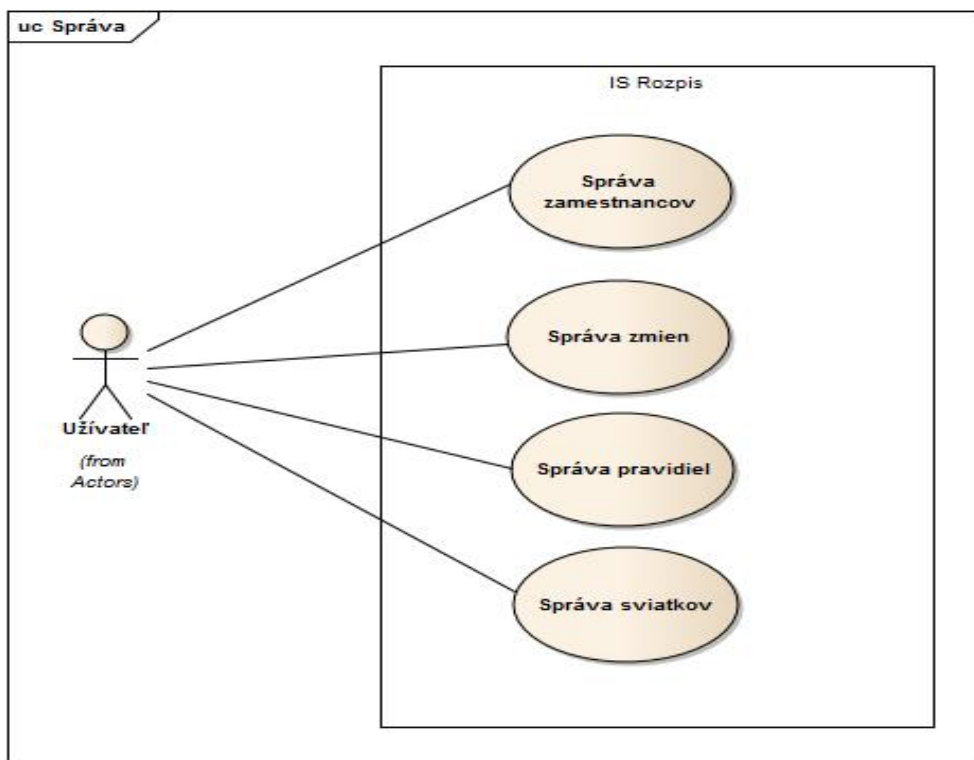 uc Správa
IS Rozpis
Správa
zamestnancov
Správa zmien
Užívateľ
(from
Actors)
Správa pravidiel
Správa sviatkov